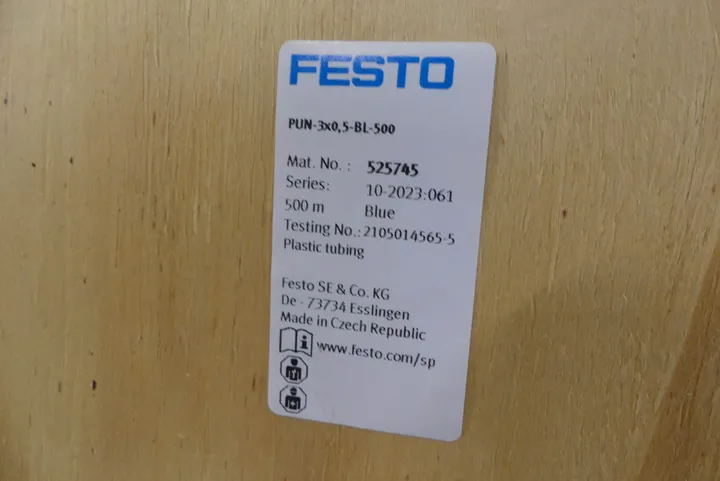 FESTO
PUN-3x0,5-BL-500
Mat. No. : 525745
Series: 10-2023:061
500 m Blue
Testing No.: 2105014565-5
Plastic tubing
Festo SE & Co. KG
De - 73734 Esslingen
Made in Czech Republic
www.festo.com/sp